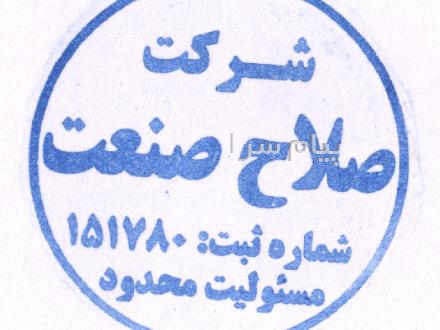 شرکت
صلاح صنعت
پیام سرا
شماره ثبت: ۱۵۱۷۸۰
مسئولیت محدود